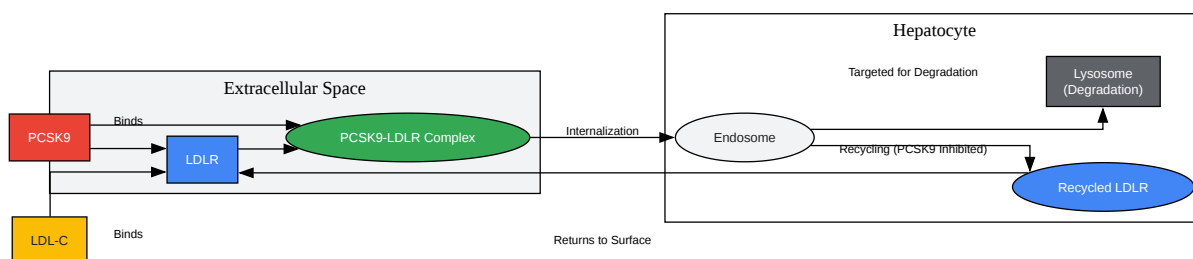 Hepatocyte
Extracellular Space
Targeted for Degradation
Lysosome
(Degradation)
PCSK9
Binds
PCSK9-LDLR Complex
Internalization
Endosome
LDLR
Recycling (PCSK9 Inhibited)
Recycled LDLR
LDL-C
Binds
Returns to Surface